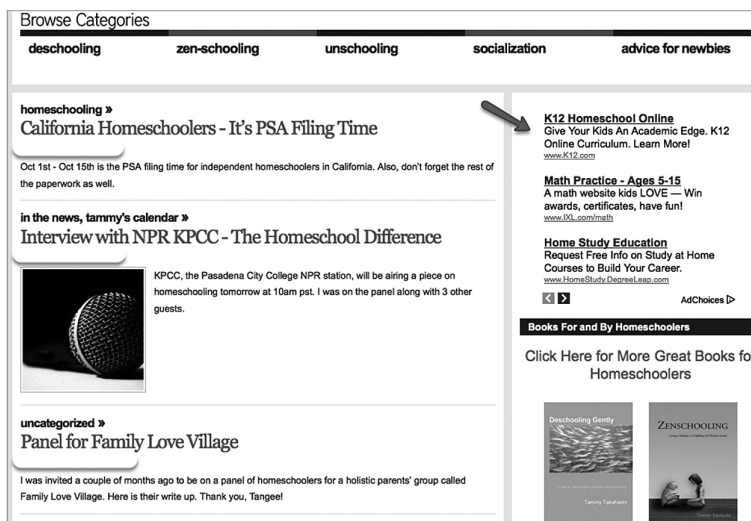 Browse Categories
deschooling
zen-schooling
unschooling
socialization
advice for newbies
homeschooling »
California Homeschoolers - It's PSA Filing Time
Oct 1st - Oct 15th is the PSA filing time for independent homeschoolers in California. Also, don't forget the rest of
the paperwork as well.
in the news, tammy's calendar »
Interview with NPR KPCC - The Homeschool Difference
KPCC, the Pasadena City College NPR station, will be airing a piece on
homeschooling tomorrow at 10am pst. I was on the panel along with 3 other
guests.
uncategorized »
Panel for Family Love Village
I was invited a couple of months ago to be on a panel of homeschoolers for a holistic parents' group called
Family Love Village. Here is their write up. Thank you, Tangee!
K12 Homeschool Online
Give Your Kids An Academic Edge. K12
Online Curriculum. Learn More!
www.K12.com
Math Practice - Ages 5-15
A math website kids LOVE — Win
awards, certificates, have fun!
www.IXL.com/math
Home Study Education
Request Free Info on Study at Home
Courses to Build Your Career.
www.HomeStudy.DegreeLeap.com
AdChoices
Books For and By Homeschoolers
Click Here for More Great Books fo
Homeschoolers
Deschooling Gently
Tammy Takahashi
ZENSCHOOLING
Tammy Takahashi